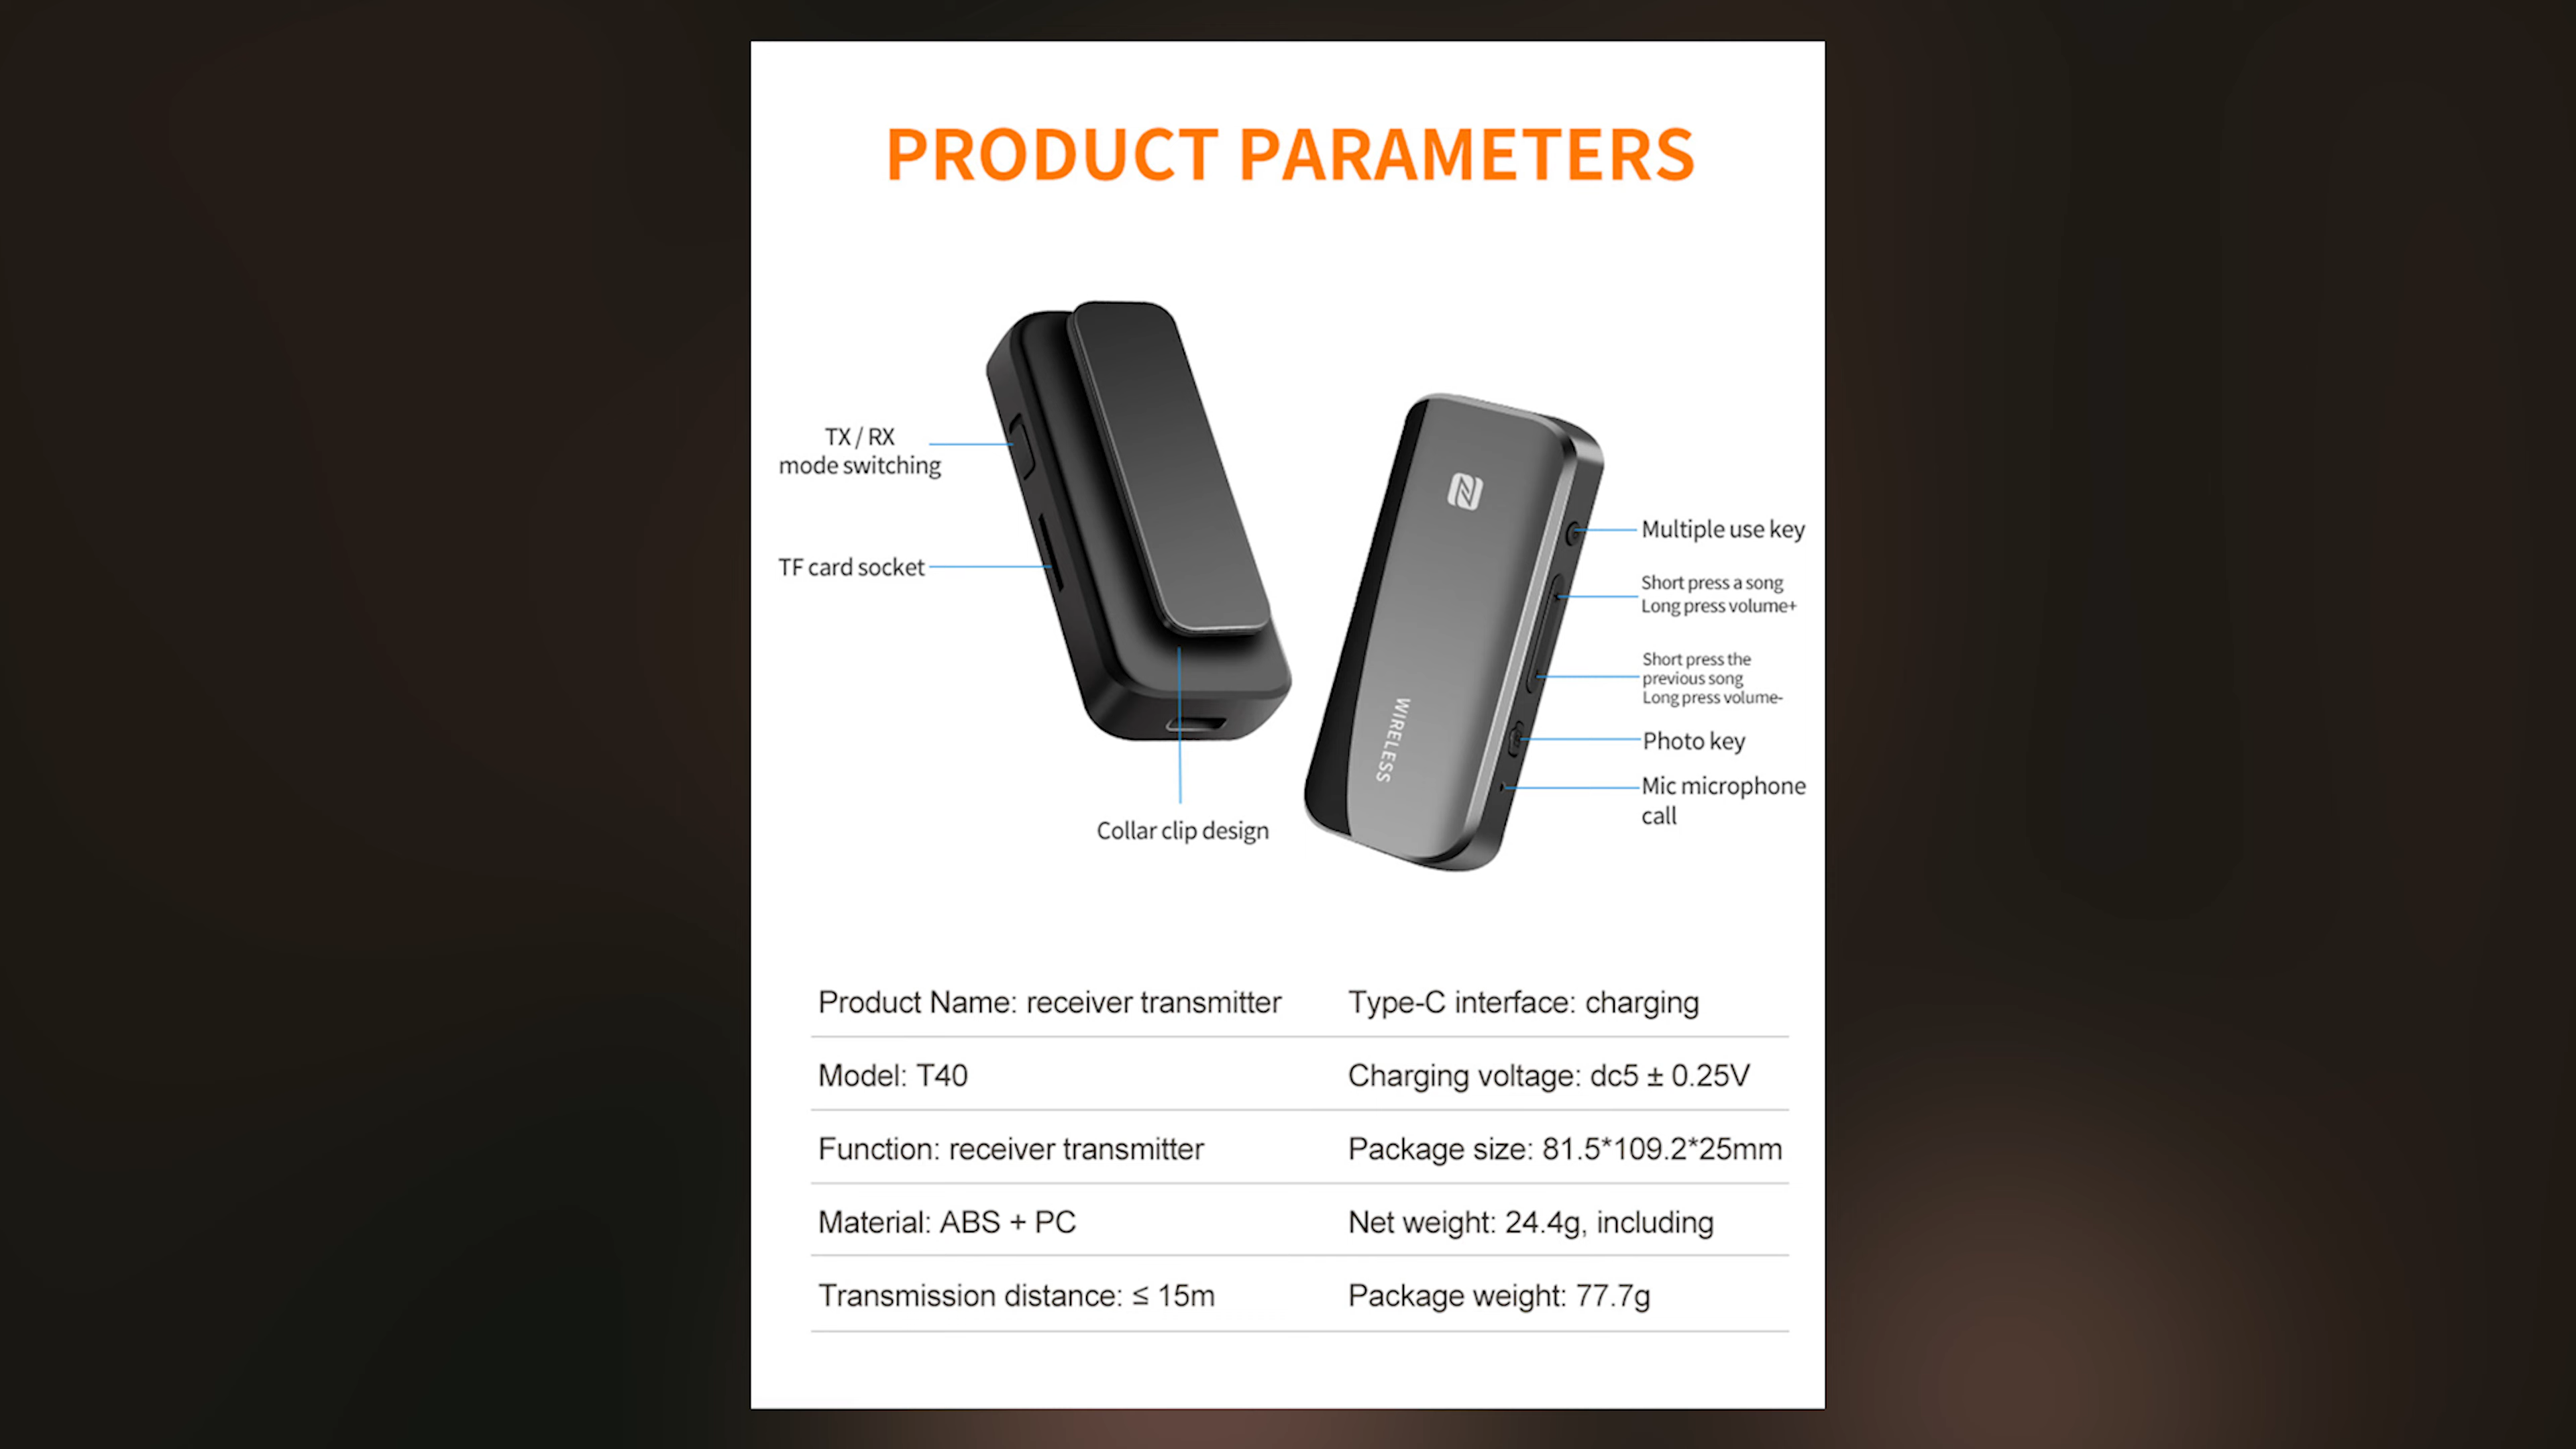 PRODUCT PARAMETERS
TX / RX
mode switching
TF card socket
Collar clip design
WIRELESS
Multiple use key
Short press a song
Long press volume+
Short press the
previous song
Long press volume-
Photo key
Mic microphone
call
Product Name: receiver transmitter
Type-C interface: charging
Model: T40
Charging voltage: dc5 ± 0.25V
Function: receiver transmitter
Package size: 81.5*109.2*25mm
Material: ABS + PC
Net weight: 24.4g, including
Transmission distance: ≤ 15m
Package weight: 77.7g